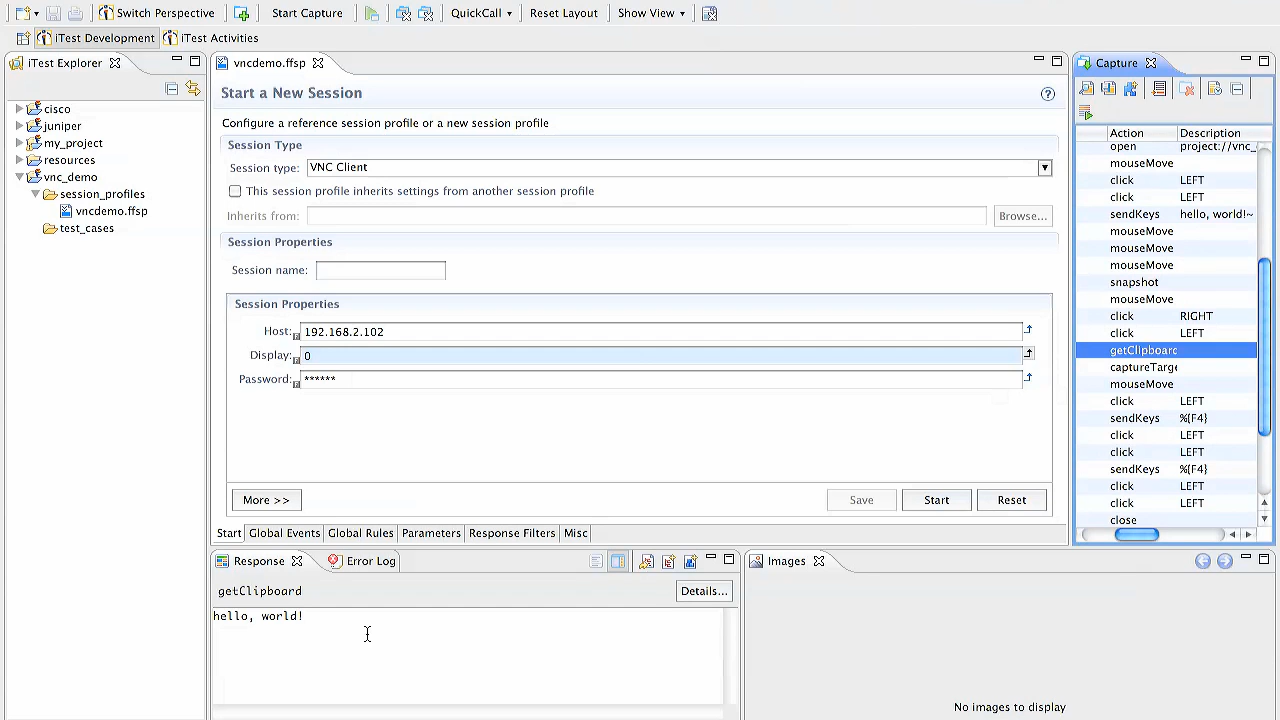 Switch Perspective Start Capture QuickCall Reset Layout Show View
iTest Development iTest Activities
iTest Explorer
cisco
juniper
my_project
resources
vnc_demo
session_profiles
vncdemo.ffsp
test_cases
vncdemo.ffsp
Start a New Session
Configure a reference session profile or a new session profile
Session Type
Session type: VNC Client
This session profile inherits settings from another session profile
Inherits from: Browse...
Session Properties
Session name:
Session Properties
Host: 192.168.2.102
Display: 0
Password: ******
More >> Save Start Reset
Start Global Events Global Rules Parameters Response Filters Misc
Capture
Action Description
open project://vnc_
mouseMove
click LEFT
click LEFT
sendKeys hello, world!~
mouseMove
mouseMove
mouseMove
snapshot
mouseMove
click RIGHT
click LEFT
getClipboard
captureTarge
mouseMove
click LEFT
sendKeys %{F4}
click LEFT
click LEFT
sendKeys %{F4}
click LEFT
click LEFT
close
Response Error Log
getClipboard Details...
hello, world!
Images
No images to display